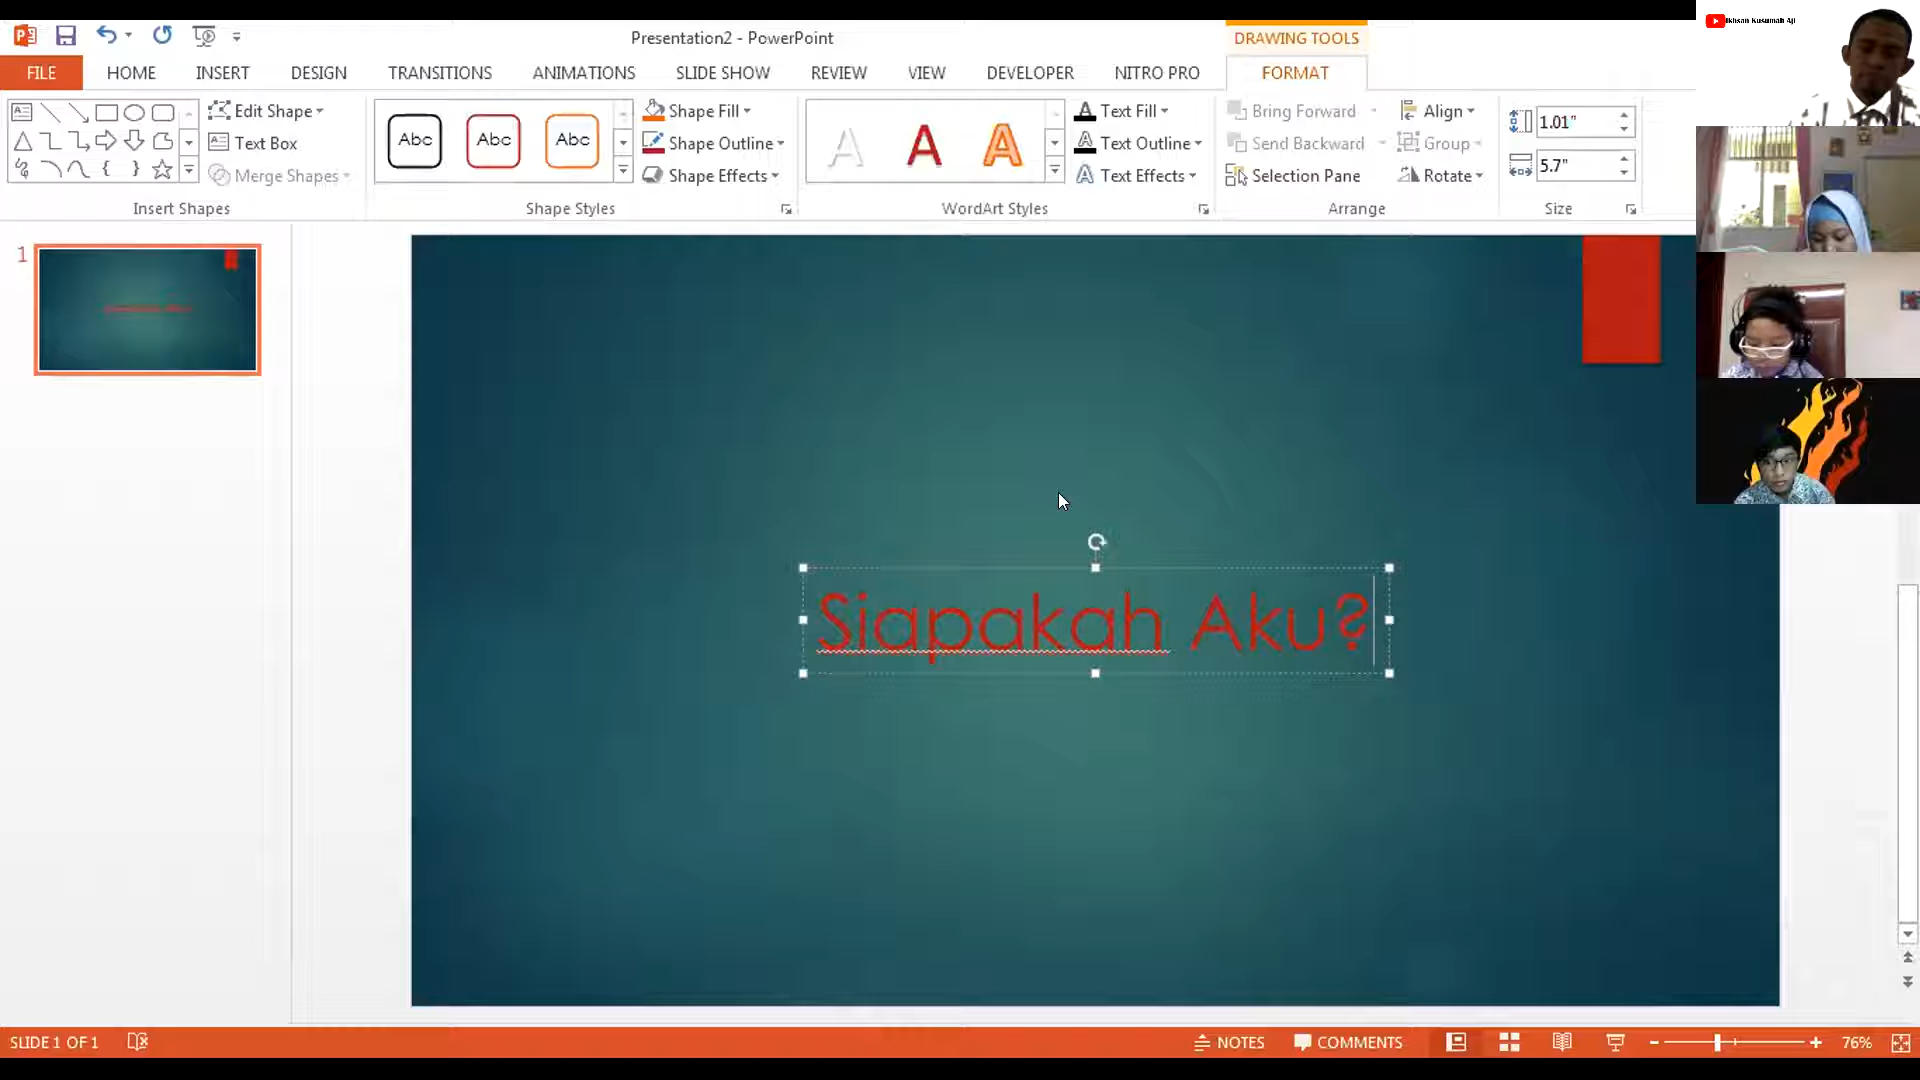 Presentation2 - PowerPoint
DRAWING TOOLS
Ikhsan Kusumah Aji
FILE HOME INSERT DESIGN TRANSITIONS ANIMATIONS SLIDE SHOW REVIEW VIEW DEVELOPER NITRO PRO FORMAT
Edit Shape
Text Box
Merge Shapes
Insert Shapes
Abc Abc Abc
Shape Fill
Shape Outline
Shape Effects
Shape Styles
A A A
Text Fill
Text Outline
Text Effects
WordArt Styles
Bring Forward
Send Backward
Selection Pane
Align
Group
Rotate
Arrange
1.01"
5.7"
Size
1
Siapakah Aku?
SLIDE 1 OF 1
NOTES
COMMENTS
76%